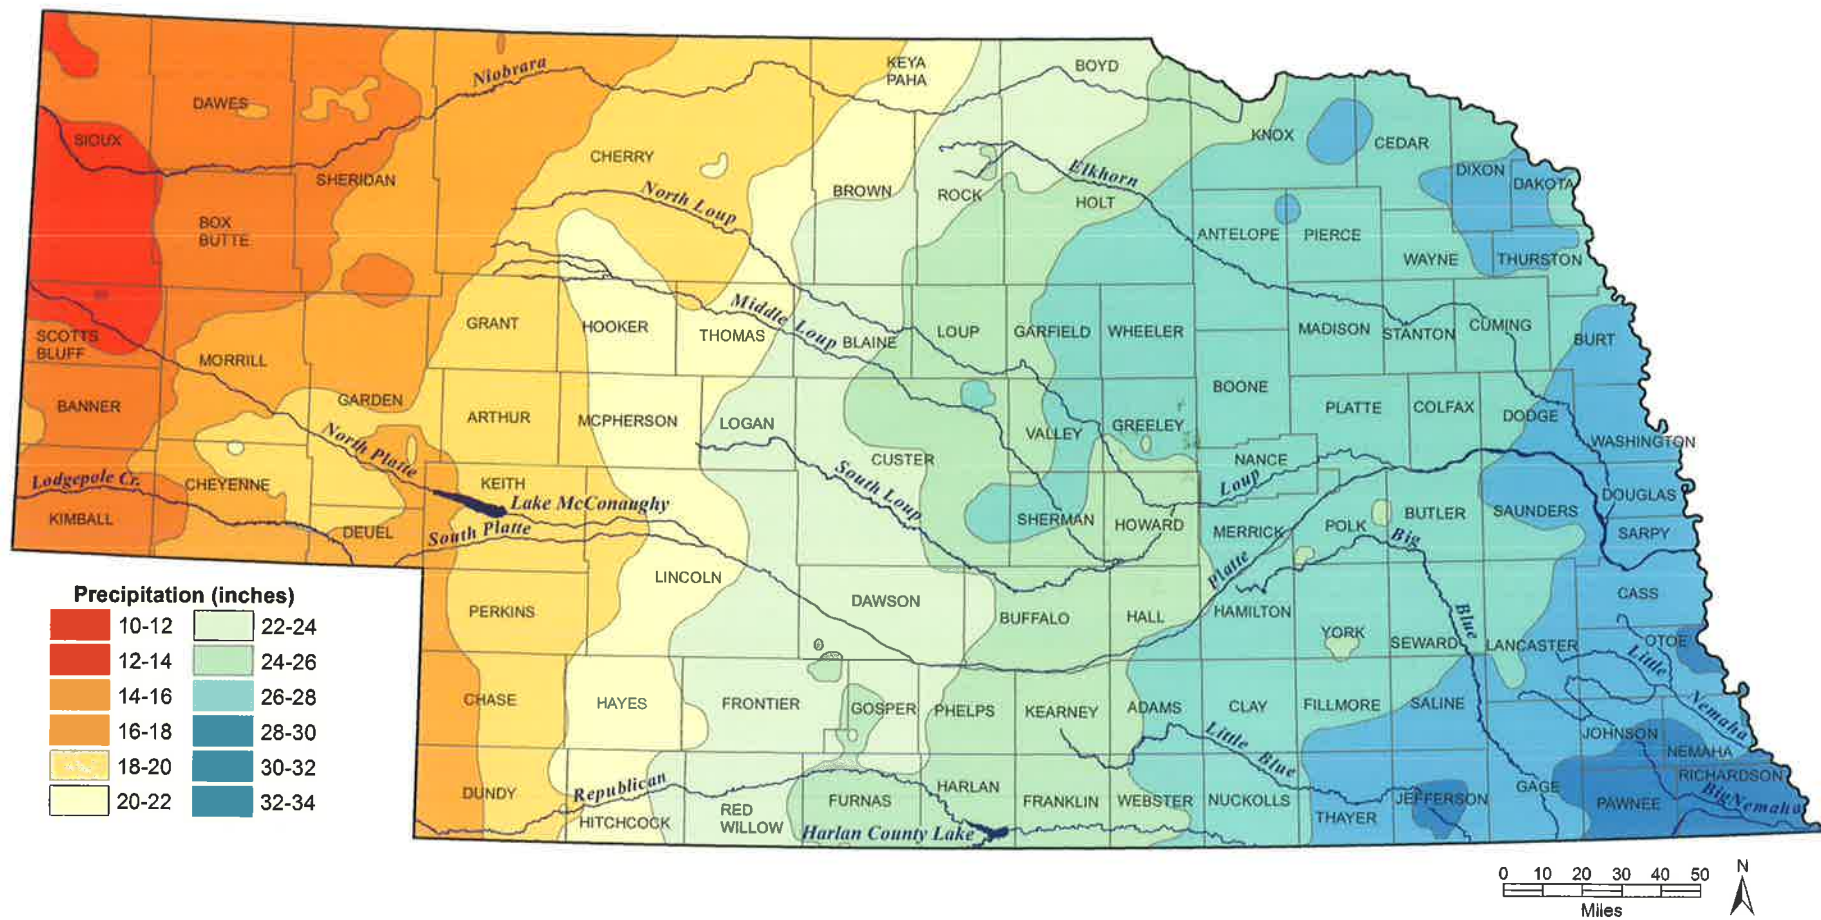 KEYA
PAHA
BOYD
Niobrara
DAWES
SIOUX
KNOX
CEDAR
CHERRY
Elkhorn
DIXON
DAKOTA
SHERIDAN
BROWN
ROCK
HOLT
North Loup
BOX
BUTTE
ANTELOPE
PIERCE
WAYNE
THURSTON
GRANT
HOOKER
THOMAS
Middle Loup
BLAINE
LOUP
GARFIELD
WHEELER
MADISON
STANTON
CUMING
BURT
SCOTTS
BLUFF
MORRILL
BOONE
BANNER
GARDEN
ARTHUR
MCPHERSON
LOGAN
VALLEY
GREELEY
PLATTE
COLFAX
DODGE
WASHINGTON
North Platte
CUSTER
NANCE
Lodgepole Cr.
CHEYENNE
KEITH
Lake McConaughy
South Loup
Loup
DOUGLAS
KIMBALL
DEUEL
South Platte
SHERMAN
HOWARD
MERRICK
POLK
BUTLER
SAUNDERS
SARPY
Big
Blue
Platte
LINCOLN
PERKINS
DAWSON
BUFFALO
HALL
HAMILTON
YORK
SEWARD
LANCASTER
CASS
OTOE
Little
Nemaha
CHASE
HAYES
FRONTIER
GOSPER
PHELPS
KEARNEY
ADAMS
CLAY
FILLMORE
SALINE
JOHNSON
NEMAHA
Little
Blue
DUNDY
Republican
HITCHCOCK
RED
WILLOW
FURNAS
HARLAN
FRANKLIN
WEBSTER
NUCKOLLS
THAYER
JEFFERSON
GAGE
PAWNEE
RICHARDSON
BigNemaha
Harlan County Lake
Precipitation (inches)
10-12
12-14
14-16
16-18
18-20
20-22
22-24
24-26
26-28
28-30
30-32
32-34
0 10 20 30 40 50
Miles
N